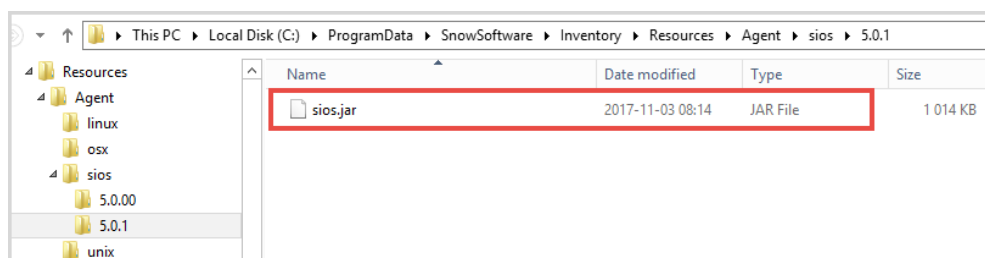 This PC Local Disk (C:) ProgramData SnowSoftware Inventory Resources Agent sios 5.0.1
Resources
Agent
linux
osx
sios
5.0.00
5.0.1
unix
Name Date modified Type Size
sios.jar 2017-11-03 08:14 JAR File 1 014 KB